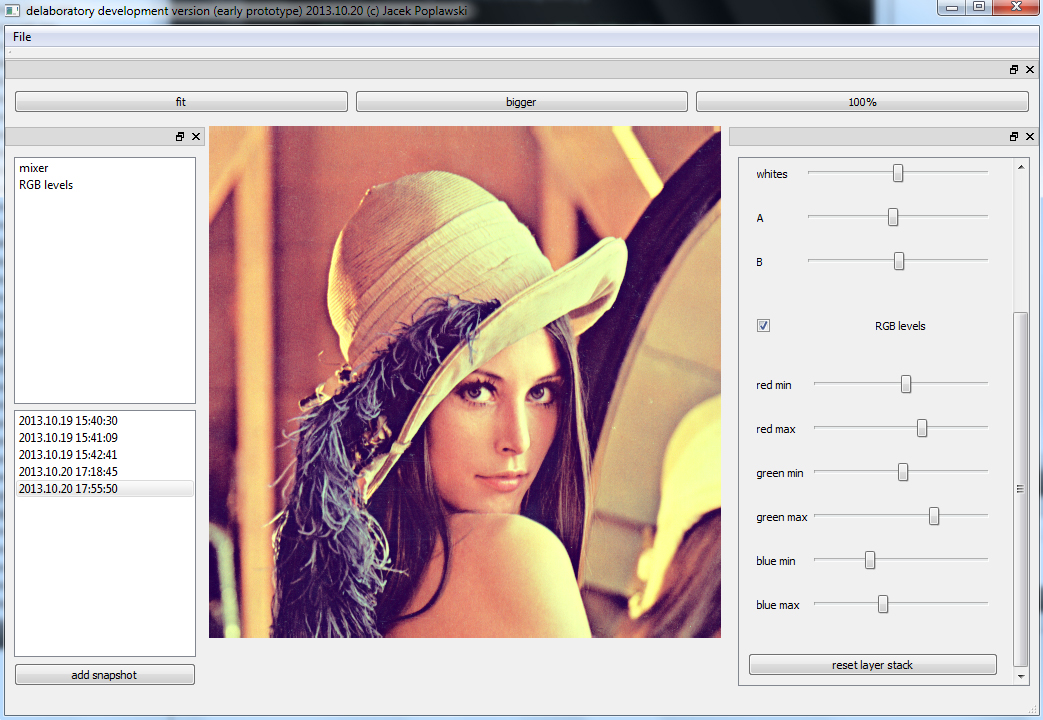 delaboratory development version (early prototype) 2013.10.20 (c) Jacek Poplawski
File
fit
bigger
100%
mixer
RGB levels
2013.10.19 15:40:30
2013.10.19 15:41:09
2013.10.19 15:42:41
2013.10.20 17:18:45
2013.10.20 17:55:50
add snapshot
whites
A
B
RGB levels
red min
red max
green min
green max
blue min
blue max
reset layer stack